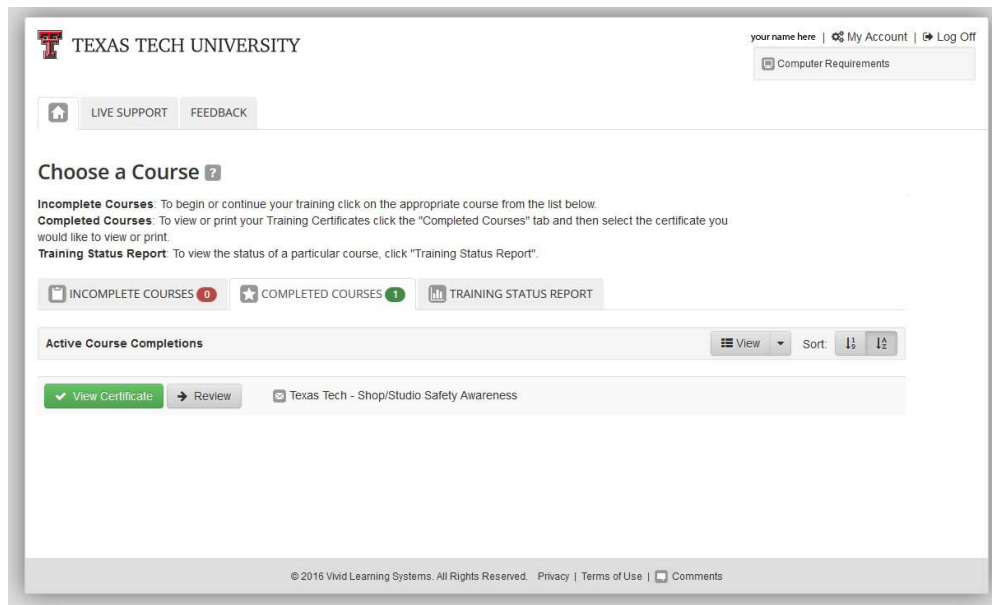 TEXAS TECH UNIVERSITY
your name here | My Account | Log Off
Computer Requirements
LIVE SUPPORT FEEDBACK
Choose a Course ?
Incomplete Courses: To begin or continue your training click on the appropriate course from the list below.
Completed Courses: To view or print your Training Certificates click the "Completed Courses" tab and then select the certificate you
would like to view or print.
Training Status Report: To view the status of a particular course, click "Training Status Report".
INCOMPLETE COURSES 0 COMPLETED COURSES 1 TRAINING STATUS REPORT
Active Course Completions View Sort:
View Certificate Review Texas Tech - Shop/Studio Safety Awareness
© 2016 Vivid Learning Systems. All Rights Reserved. Privacy | Terms of Use | Comments